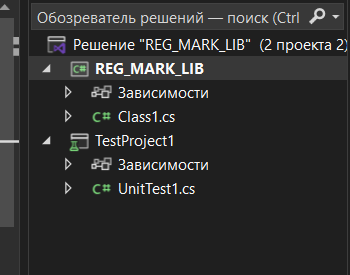 Обозреватель решений — поиск (Ctrl
Решение "REG_MARK_LIB" (2 проекта 2)
C# REG_MARK_LIB
Зависимости
C# Class1.cs
TestProject1
Зависимости
C# UnitTest1.cs